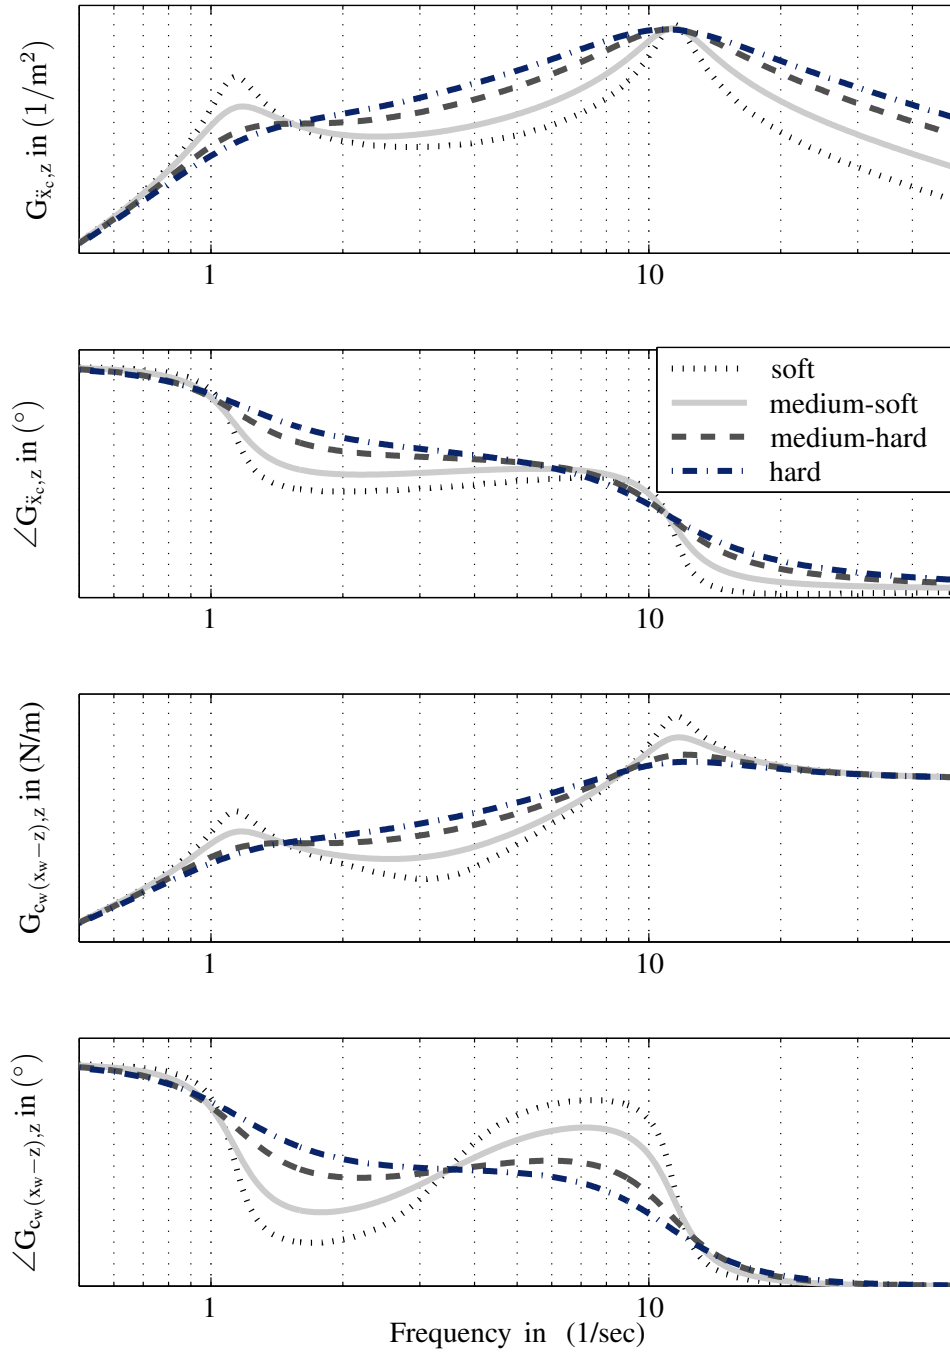 G_{ẍ_c,z} in (1/m²)
1 10
∠G_{ẍ_c,z} in (°)
soft
medium-soft
medium-hard
hard
1 10
G_{c_w(x_w−z),z} in (N/m)
1 10
∠G_{c_w(x_w−z),z} in (°)
1 10
Frequency in (1/sec)